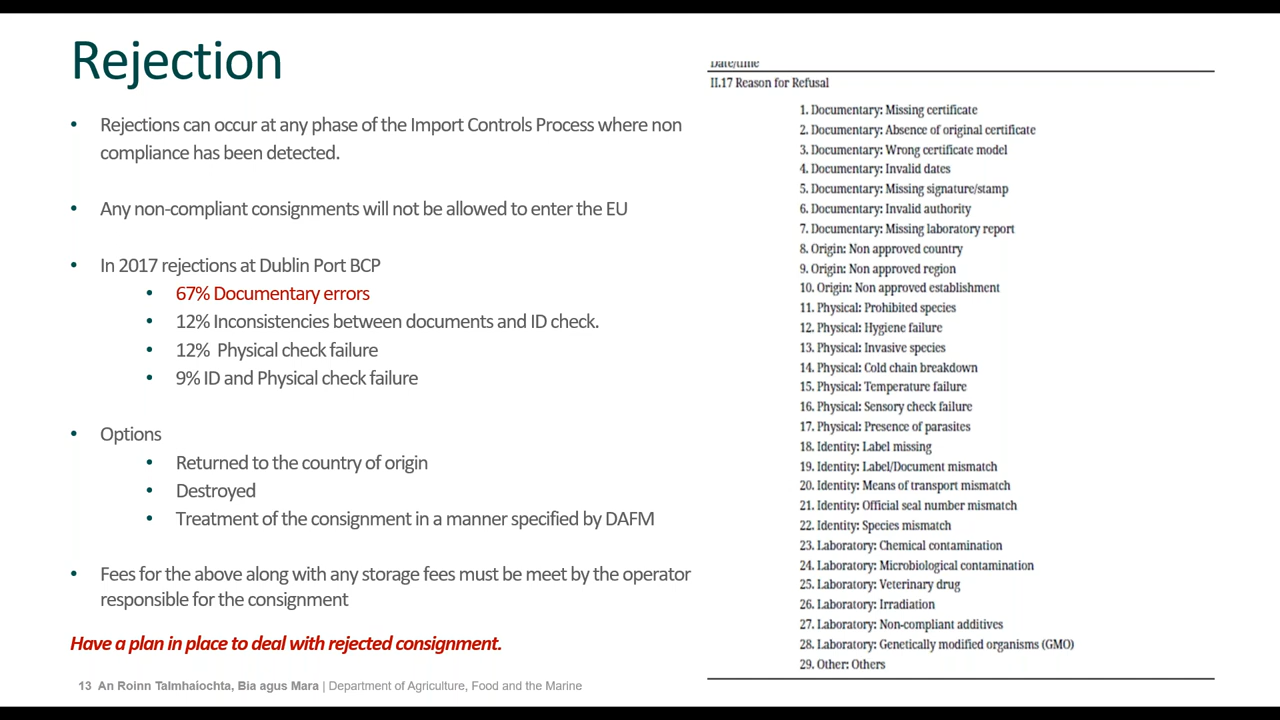 Rejection
• Rejections can occur at any phase of the Import Controls Process where non
compliance has been detected.
• Any non-compliant consignments will not be allowed to enter the EU
• In 2017 rejections at Dublin Port BCP
• 67% Documentary errors
• 12% Inconsistencies between documents and ID check.
• 12% Physical check failure
• 9% ID and Physical check failure
• Options
• Returned to the country of origin
• Destroyed
• Treatment of the consignment in a manner specified by DAFM
• Fees for the above along with any storage fees must be meet by the operator
responsible for the consignment
Have a plan in place to deal with rejected consignment.
Date/time
II.17 Reason for Refusal
1. Documentary: Missing certificate
2. Documentary: Absence of original certificate
3. Documentary: Wrong certificate model
4. Documentary: Invalid dates
5. Documentary: Missing signature/stamp
6. Documentary: Invalid authority
7. Documentary: Missing laboratory report
8. Origin: Non approved country
9. Origin: Non approved region
10. Origin: Non approved establishment
11. Physical: Prohibited species
12. Physical: Hygiene failure
13. Physical: Invasive species
14. Physical: Cold chain breakdown
15. Physical: Temperature failure
16. Physical: Sensory check failure
17. Physical: Presence of parasites
18. Identity: Label missing
19. Identity: Label/Document mismatch
20. Identity: Means of transport mismatch
21. Identity: Official seal number mismatch
22. Identity: Species mismatch
23. Laboratory: Chemical contamination
24. Laboratory: Microbiological contamination
25. Laboratory: Veterinary drug
26. Laboratory: Irradiation
27. Laboratory: Non-compliant additives
28. Laboratory: Genetically modified organisms (GMO)
29. Other: Others
13 An Roinn Talmhaíochta, Bia agus Mara | Department of Agriculture, Food and the Marine